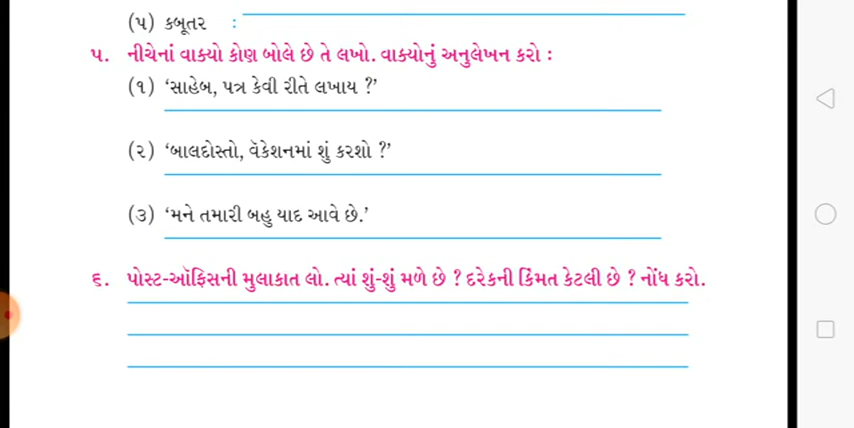 (૫) કબૂતર :
૫. નીચેનાં વાક્યો કોણ બોલે છે તે લખો. વાક્યોનું અનુલેખન કરો :
(૧) ‘સાહેબ, પત્ર કેવી રીતે લખાય ?’
(૨) ‘બાલદોસ્તો, વૅકેશનમાં શું કરશો ?’
(૩) ‘મને તમારી બહુ યાદ આવે છે.’
૬. પોસ્ટ-ઑફિસની મુલાકાત લો. ત્યાં શું-શું મળે છે ? દરેકની કિંમત કેટલી છે ? નોંધ કરો.